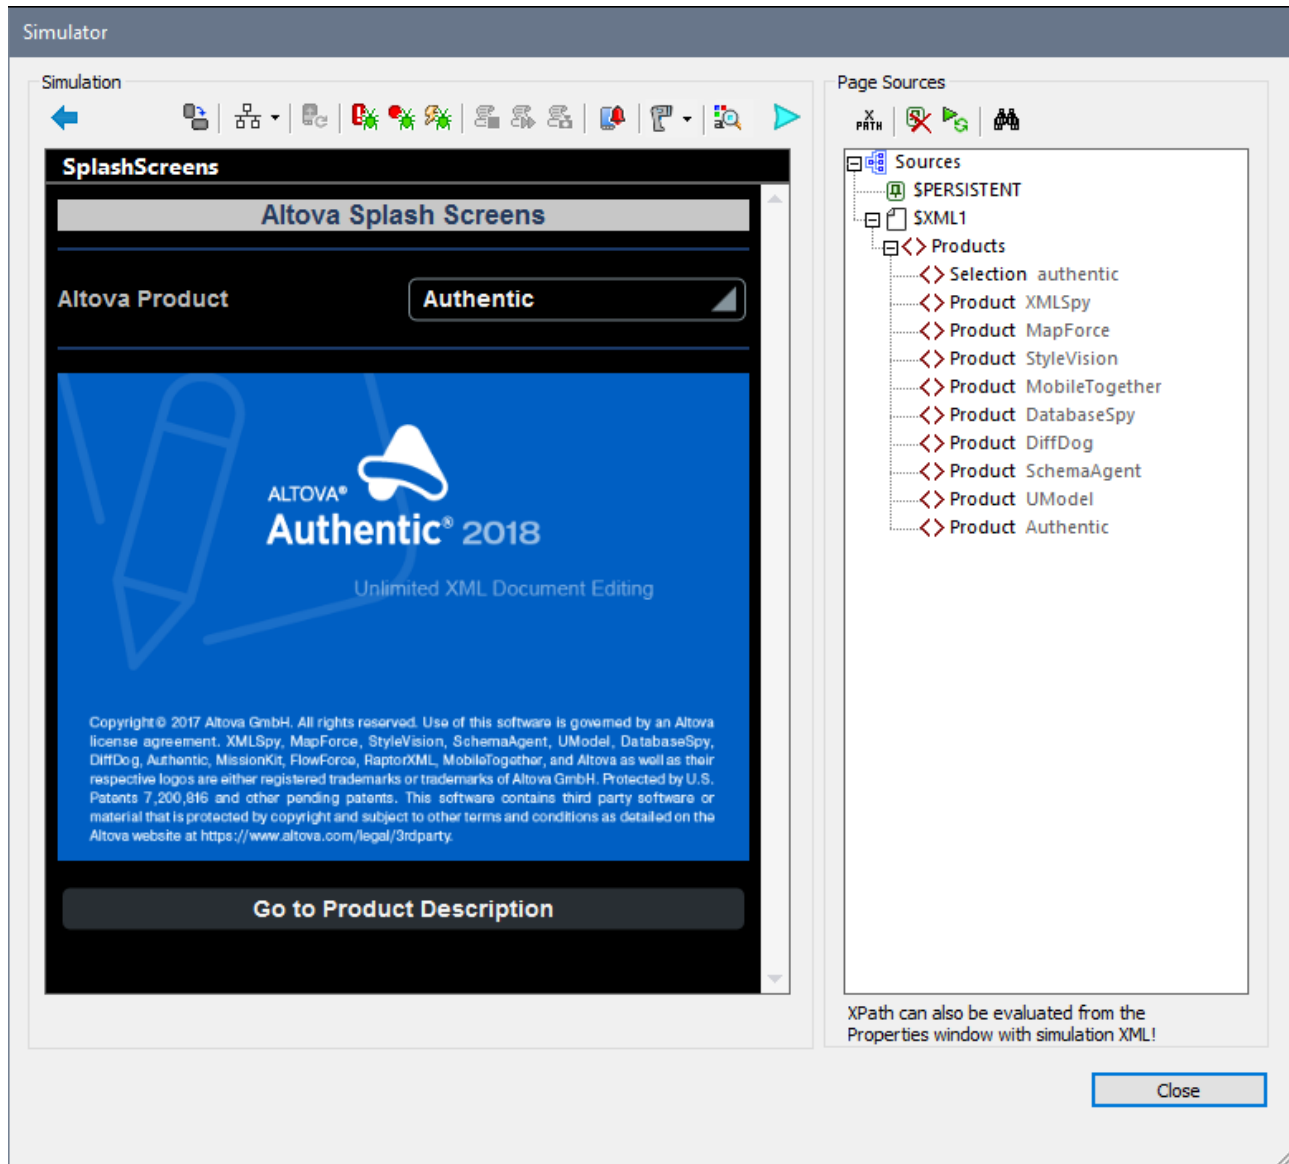 Simulator
Simulation
SplashScreens
Altova Splash Screens
Altova Product
Authentic
ALTOVA®
Authentic® 2018
Unlimited XML Document Editing
Copyright© 2017 Altova GmbH. All rights reserved. Use of this software is governed by an Altova
license agreement. XMLSpy, MapForce, StyleVision, SchemaAgent, UModel, DatabaseSpy,
DiffDog, Authentic, MissionKit, FlowForce, RaptorXML, MobileTogether, and Altova as well as their
respective logos are either registered trademarks or trademarks of Altova GmbH. Protected by U.S.
Patents 7,200,816 and other pending patents. This software contains third party software or
material that is protected by copyright and subject to other terms and conditions as detailed on the
Altova website at https://www.altova.com/legal/3rdparty.
Go to Product Description
Page Sources
X
PATH
Sources
$PERSISTENT
$XML1
Products
Selection authentic
Product XMLSpy
Product MapForce
Product StyleVision
Product MobileTogether
Product DatabaseSpy
Product DiffDog
Product SchemaAgent
Product UModel
Product Authentic
XPath can also be evaluated from the
Properties window with simulation XML!
Close